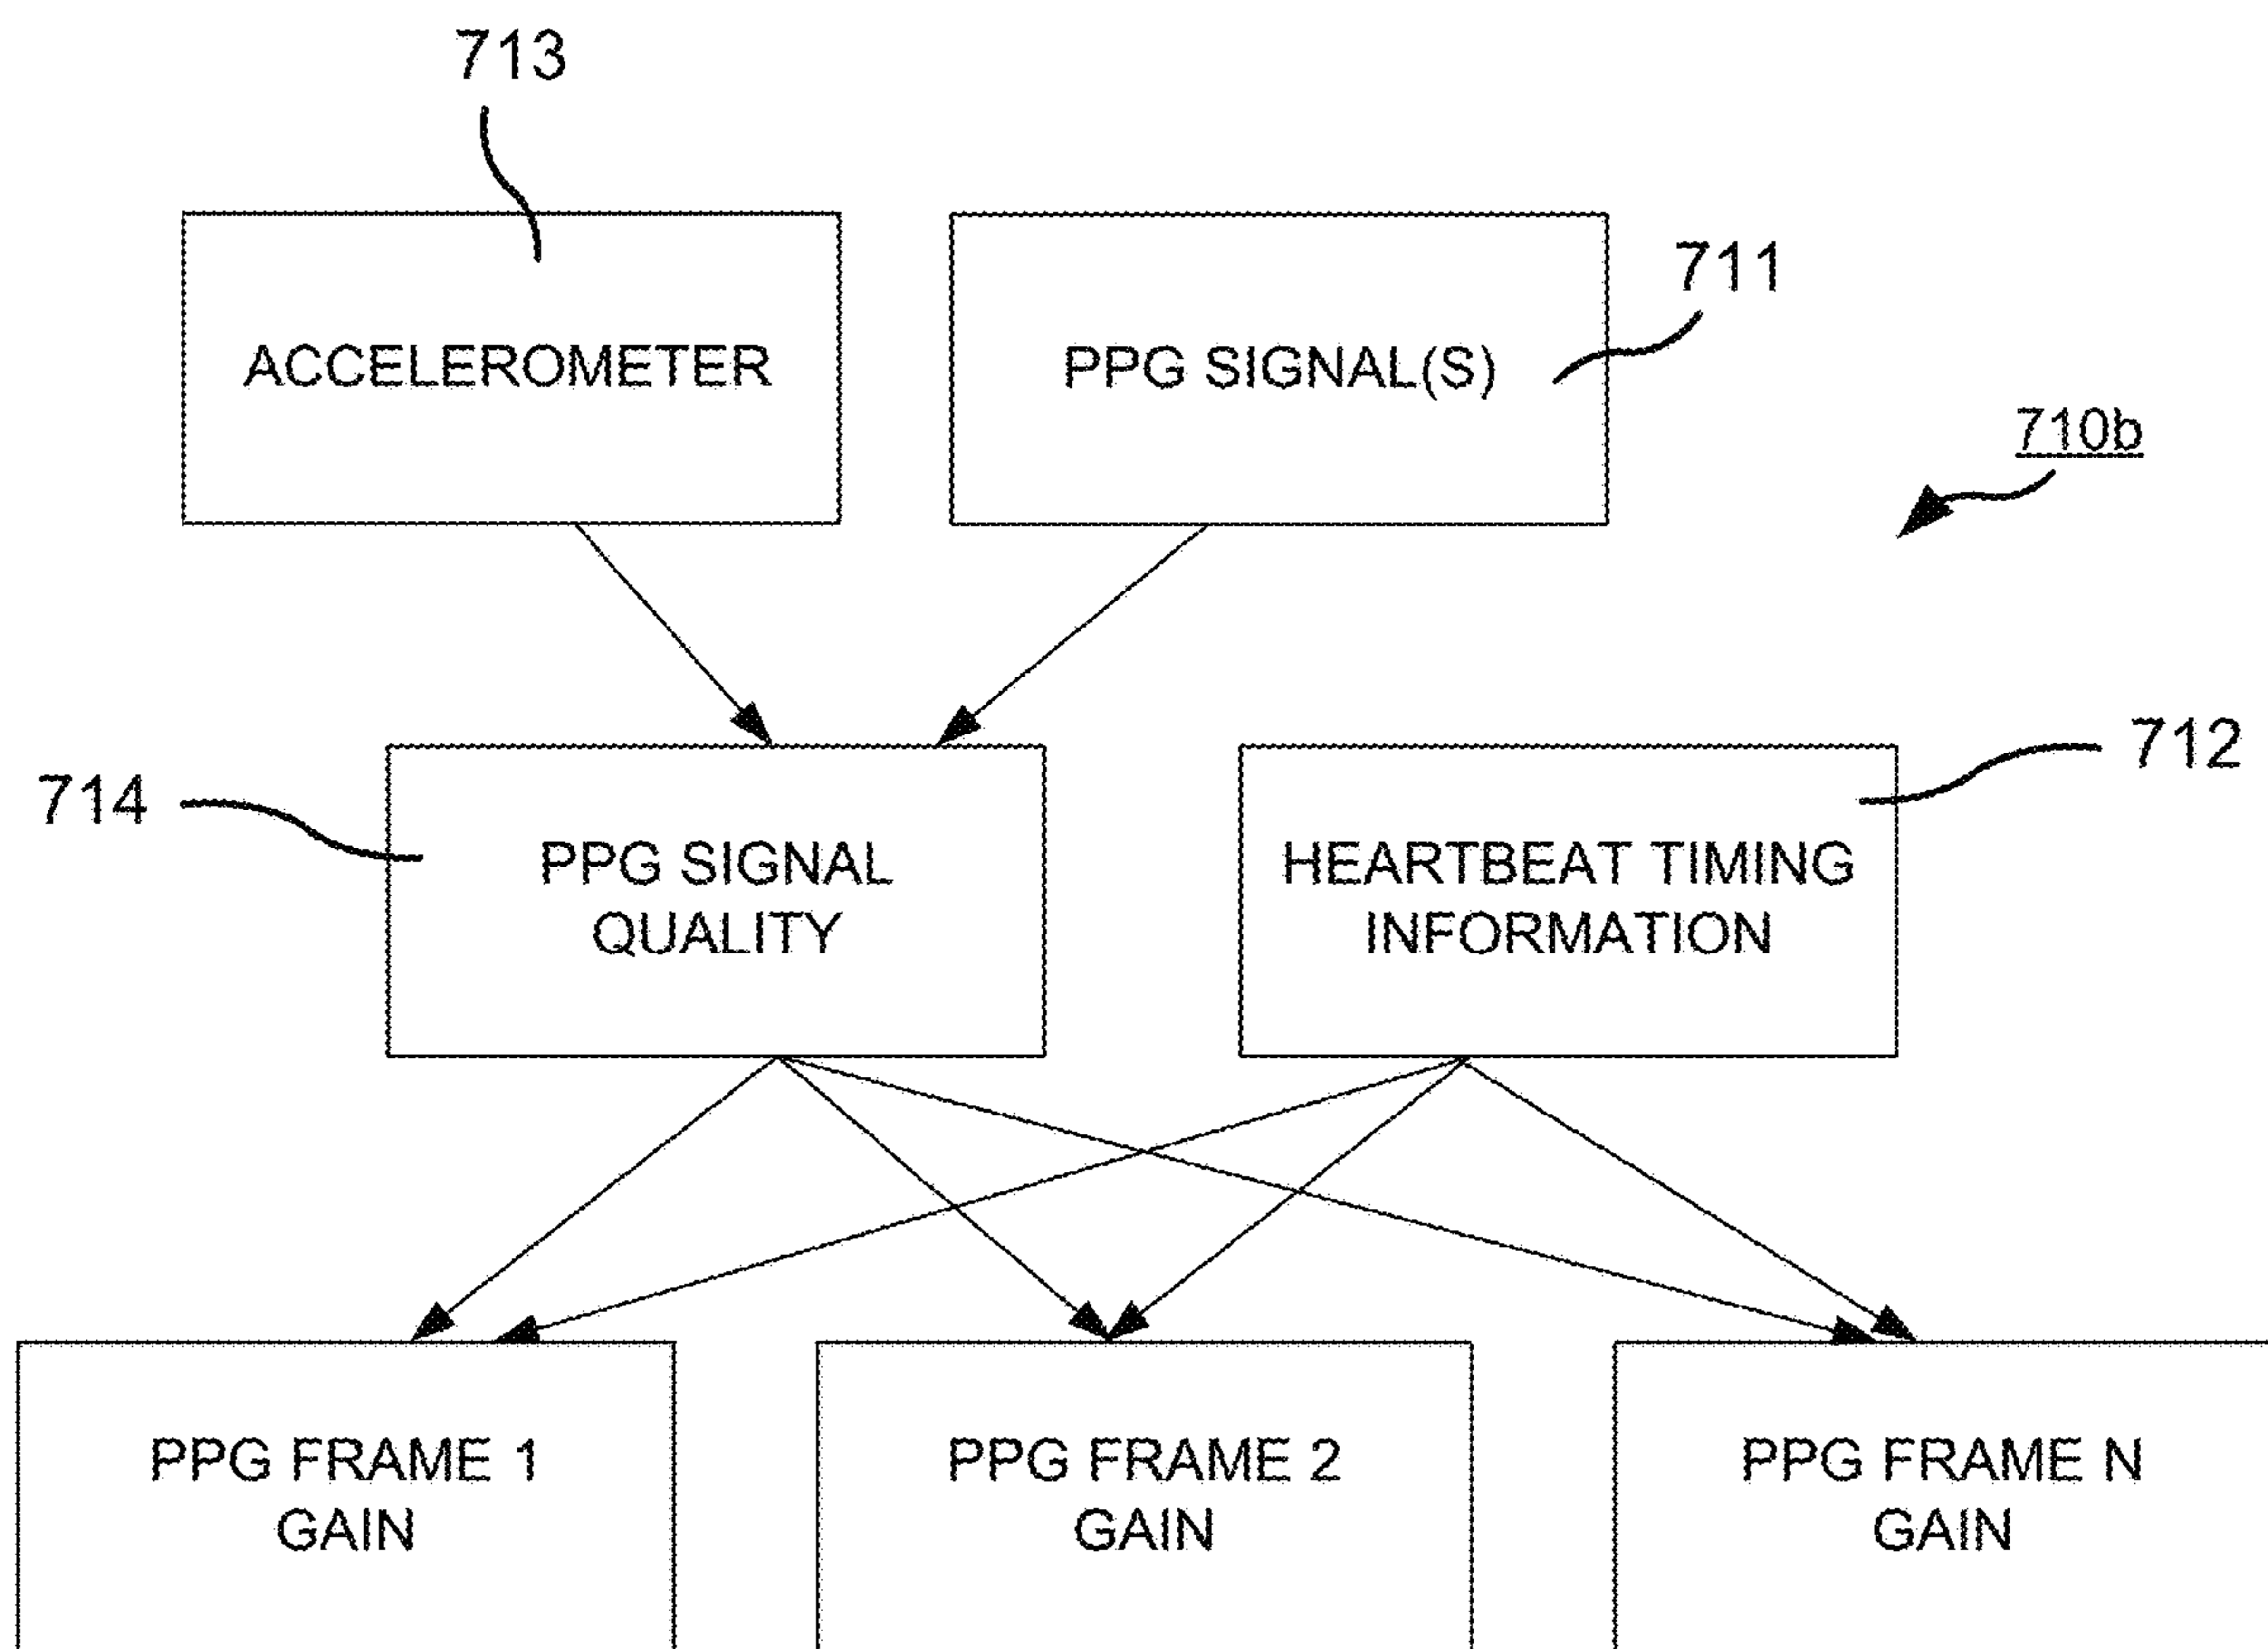 713
711
ACCELEROMETER
PPG SIGNAL(S)
710b
714
712
PPG SIGNAL
QUALITY
HEARTBEAT TIMING
INFORMATION
PPG FRAME 1
GAIN
PPG FRAME 2
GAIN
PPG FRAME N
GAIN